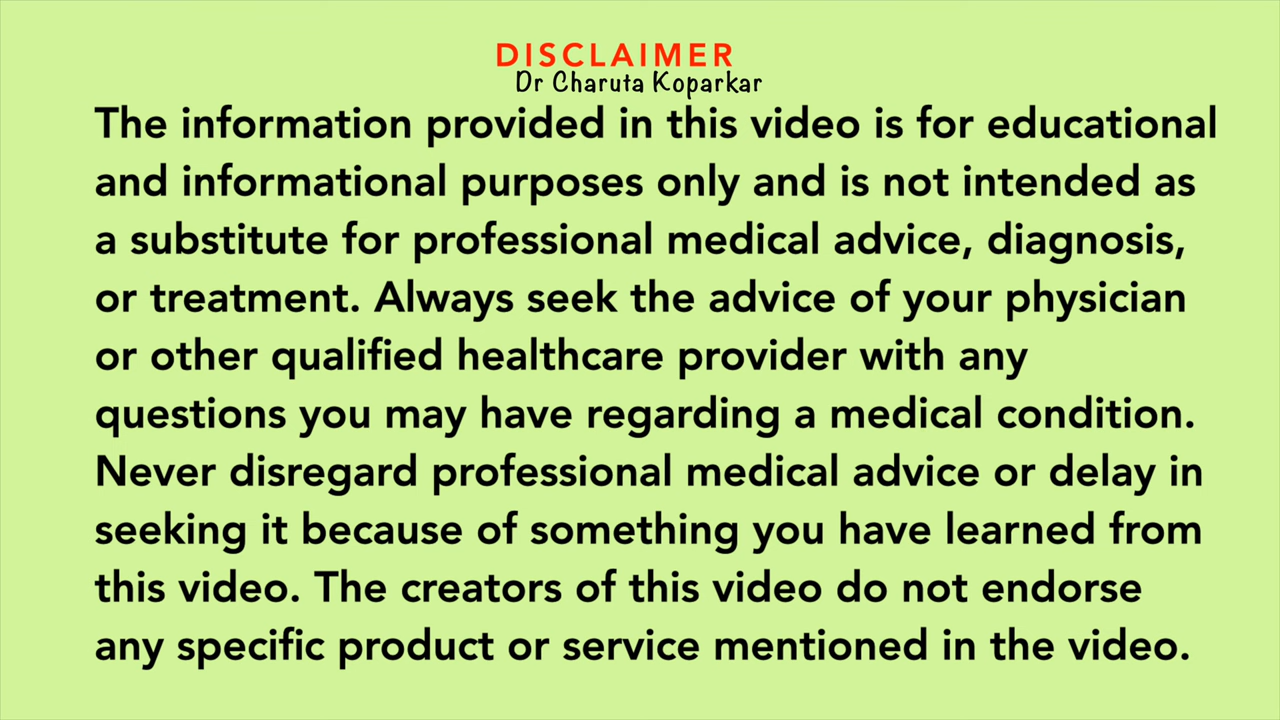 DISCLAIMER
Dr Charuta Koparkar
The information provided in this video is for educational
and informational purposes only and is not intended as
a substitute for professional medical advice, diagnosis,
or treatment. Always seek the advice of your physician
or other qualified healthcare provider with any
questions you may have regarding a medical condition.
Never disregard professional medical advice or delay in
seeking it because of something you have learned from
this video. The creators of this video do not endorse
any specific product or service mentioned in the video.